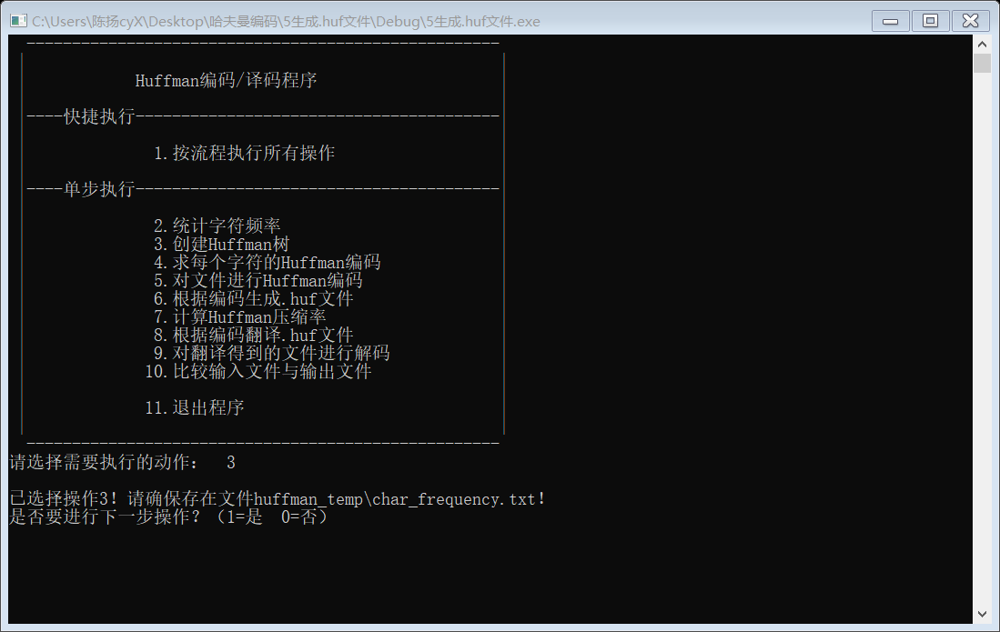 C:\Users\陈扬cyX\Desktop\哈夫曼编码\5生成.huf文件\Debug\5生成.huf文件.exe
----------------------------------------------------
Huffman编码/译码程序
----快捷执行----------------------------------------
1.按流程执行所有操作
----单步执行----------------------------------------
2.统计字符频率
3.创建Huffman树
4.求每个字符的Huffman编码
5.对文件进行Huffman编码
6.根据编码生成.huf文件
7.计算Huffman压缩率
8.根据编码翻译.huf文件
9.对翻译得到的文件进行解码
10.比较输入文件与输出文件
11.退出程序
----------------------------------------------------
请选择需要执行的动作： 3
已选择操作3！请确保存在文件huffman_temp\char_frequency.txt！
是否要进行下一步操作？（1=是 0=否）